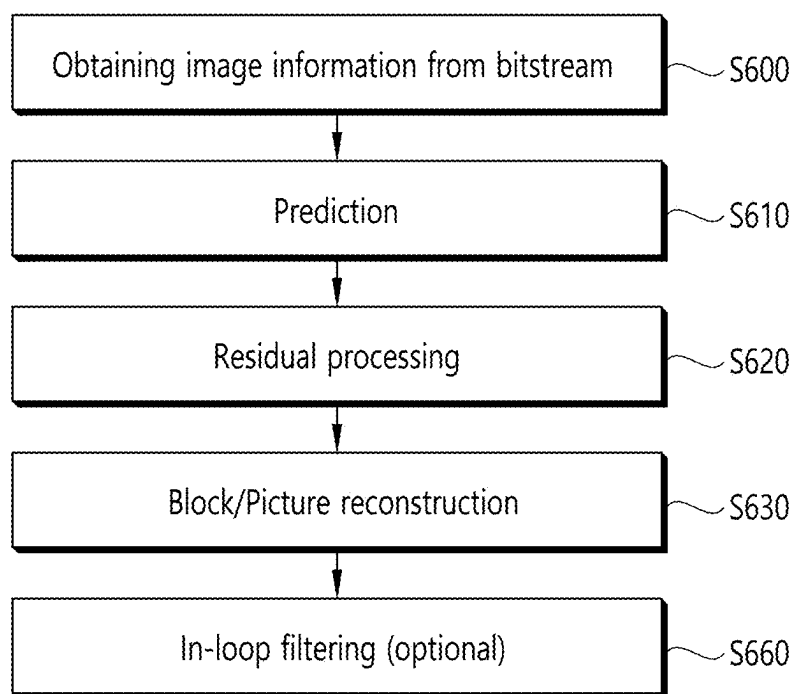 Obtaining image information from bitstream
S600
Prediction
S610
Residual processing
S620
Block/Picture reconstruction
S630
In-loop filtering (optional)
S660